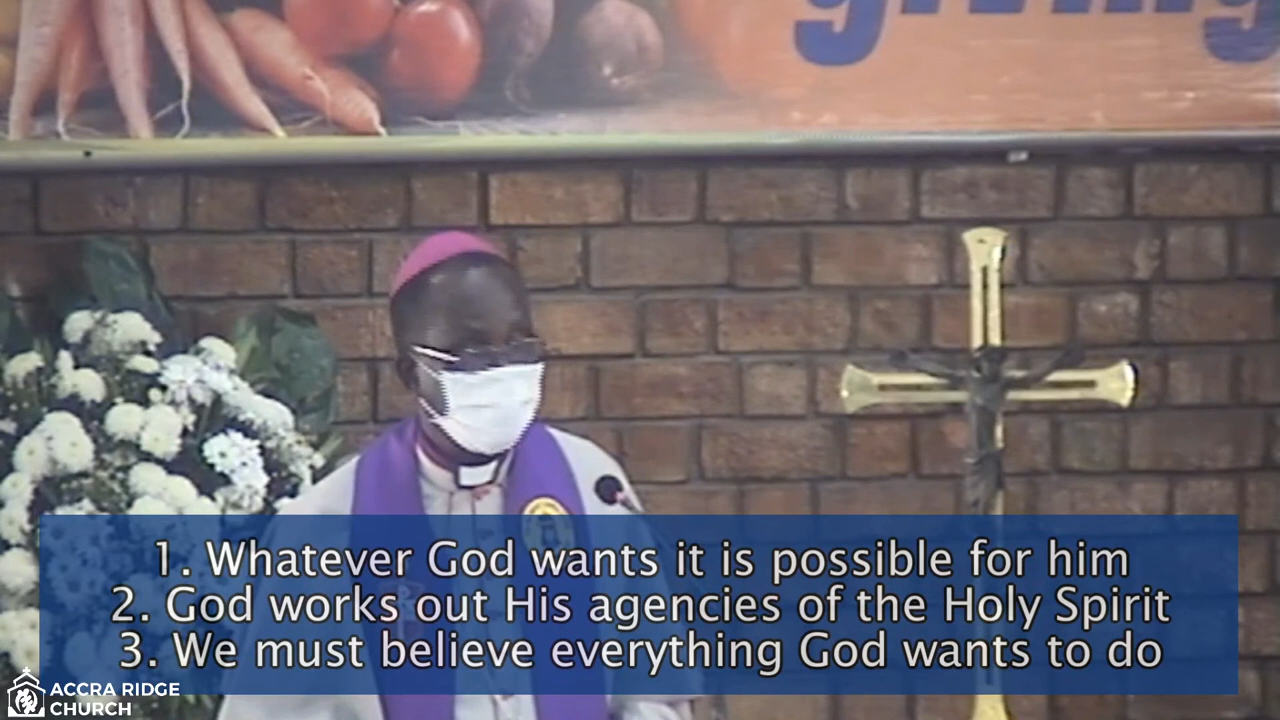 giving
1. Whatever God wants it is possible for him
2. God works out His agencies of the Holy Spirit
3. We must believe everything God wants to do
ACCRA RIDGE
CHURCH